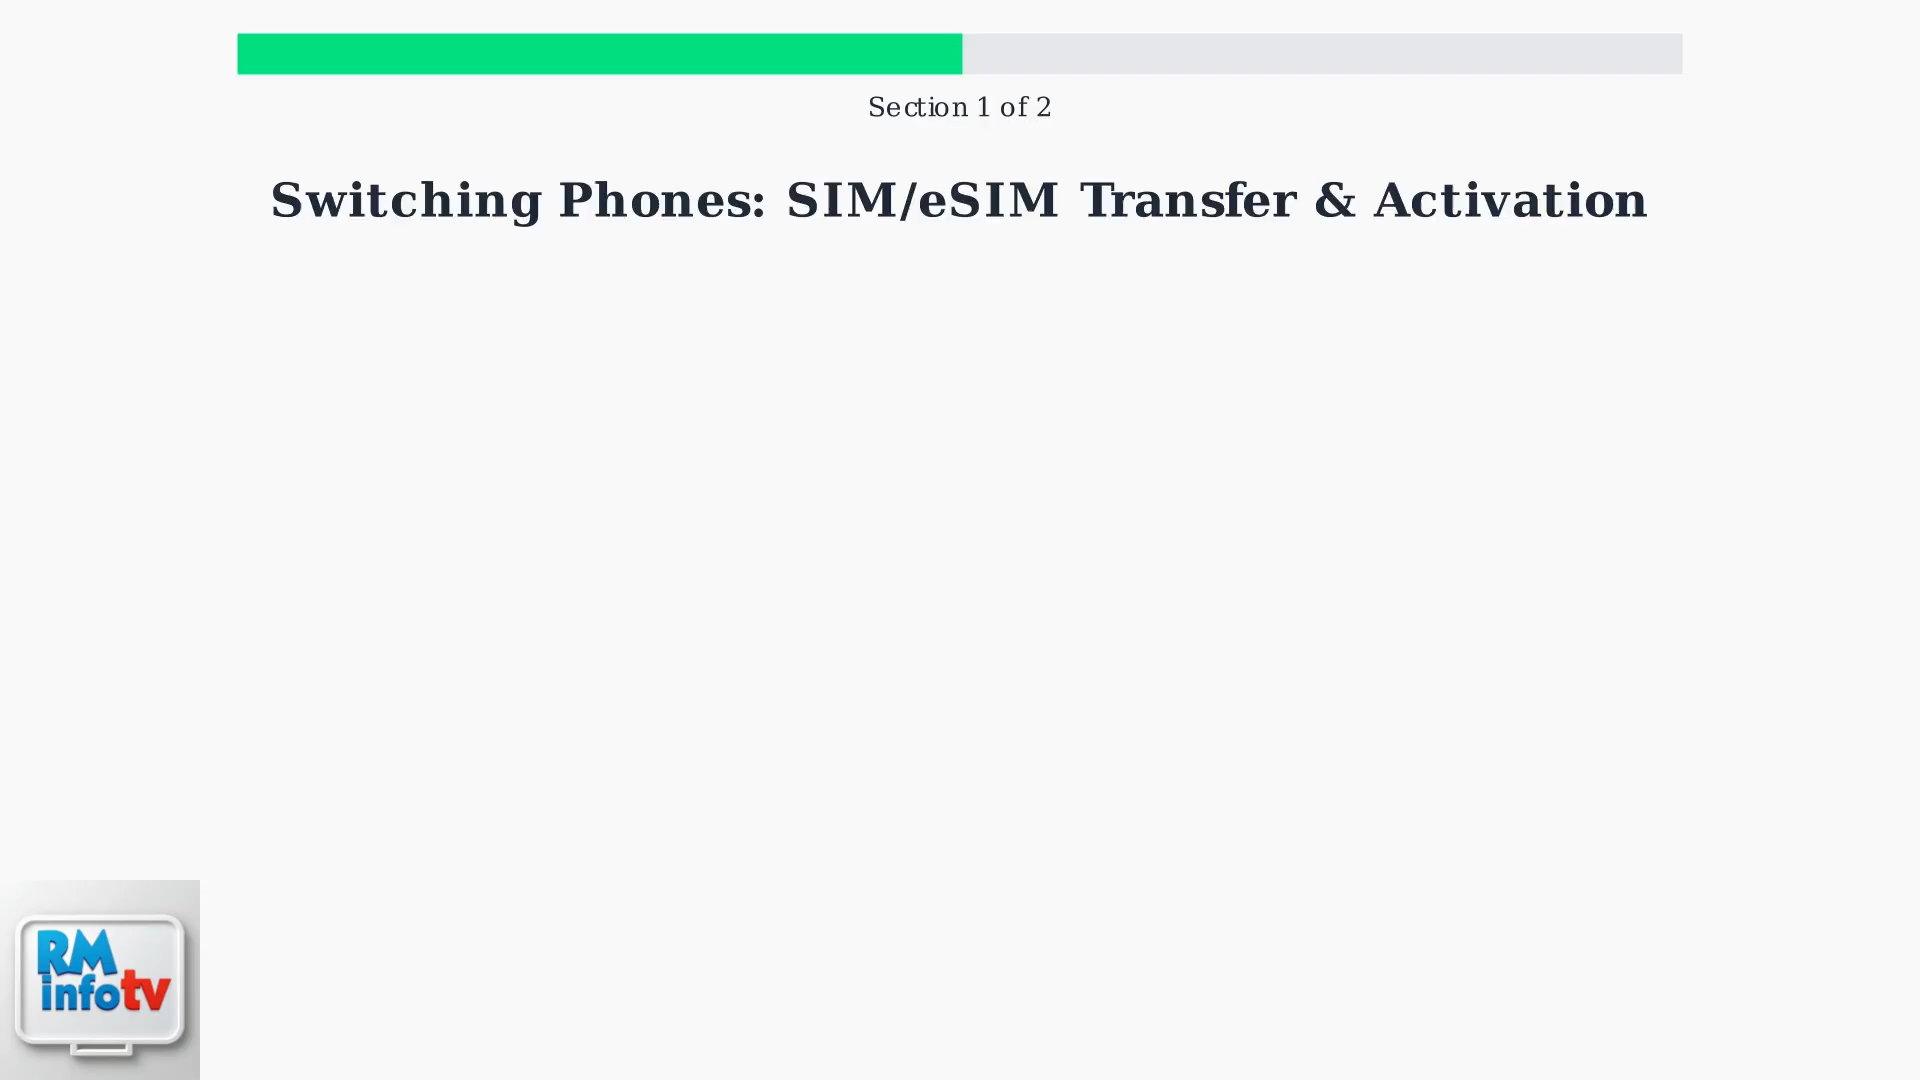 Section 1 of 2
Switching Phones: SIM/eSIM Transfer & Activation
RM
infotv